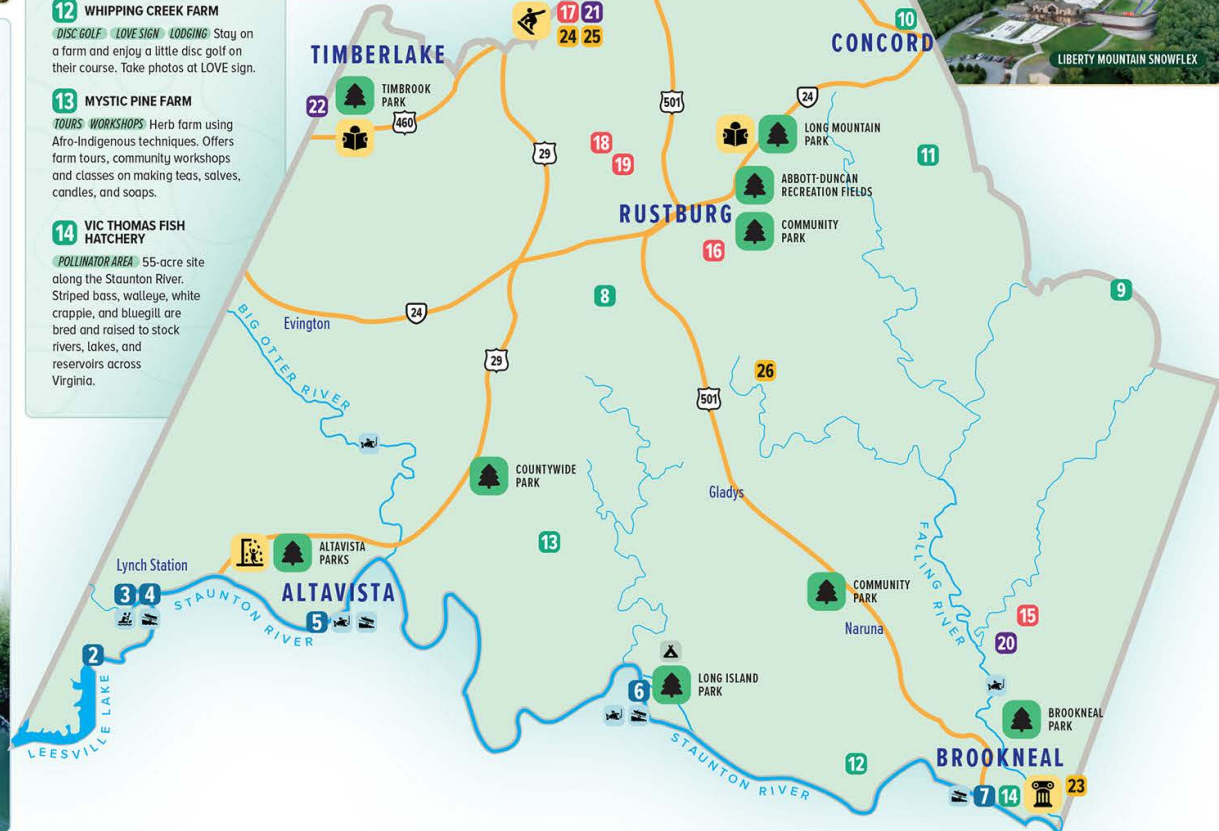 12 WHIPPING CREEK FARM
DISC GOLF LOVE SIGN LODGING Stay on
a farm and enjoy a little disc golf on
their course. Take photos at LOVE sign.
13 MYSTIC PINE FARM
TOURS WORKSHOPS Herb farm using
Afro-Indigenous techniques. Offers
farm tours, community workshops
and classes on making teas, salves,
candles, and soaps.
14 VIC THOMAS FISH
HATCHERY
POLLINATOR AREA 55-acre site
along the Staunton River.
Striped bass, walleye, white
crappie, and bluegill are
bred and raised to stock
rivers, lakes, and
reservoirs across
Virginia.
17 21
24 25
TIMBERLAKE
22
TIMBROOK
PARK
460
29
18
19
501
24
10
CONCORD
LIBERTY MOUNTAIN SNOWFLEX
LONG MOUNTAIN
PARK
11
ABBOTT-DUNCAN
RECREATION FIELDS
RUSTBURG
COMMUNITY
PARK
16
8
9
24
Evington
BIG OTTER RIVER
29
26
501
COUNTYWIDE
PARK
Gladys
13
FALLING RIVER
ALTAVISTA
PARKS
Lynch Station
ALTAVISTA
3 4
STAUNTON RIVER
5
2
LEESVILLE LAKE
COMMUNITY
PARK
Naruna
15
20
LONG ISLAND
PARK
6
STAUNTON RIVER
BROOKNEAL
PARK
BROOKNEAL
12
7 14
23